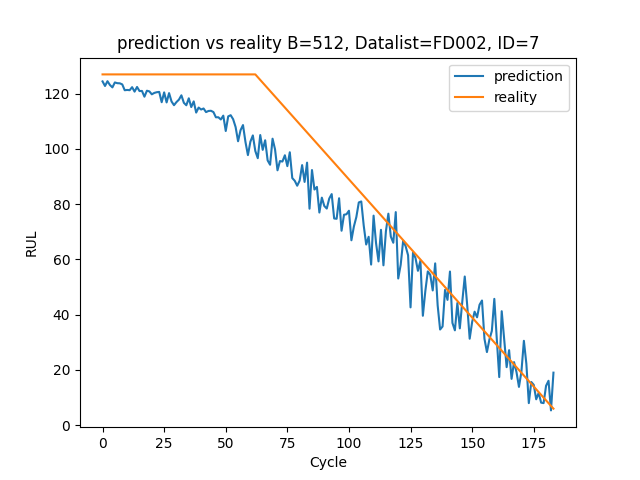 prediction vs reality B=512, Datalist=FD002, ID=7
prediction
reality
RUL
120
100
80
60
40
20
0
0 25 50 75 100 125 150 175
Cycle